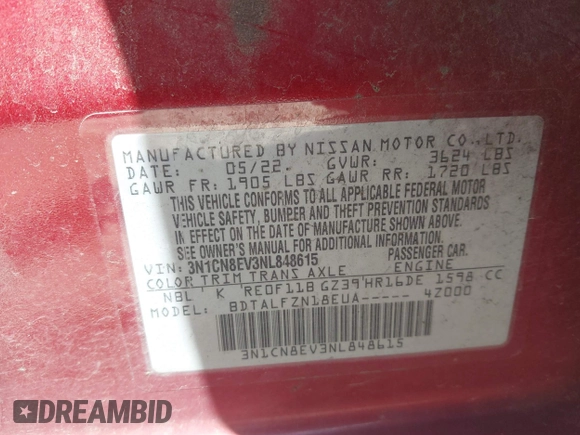 MANUFACTURED BY NISSAN MOTOR CO., LTD.
DATE: 05/22 GVWR: 3624 LBS
GAWR FR: 1905 LBS GAWR RR: 1720 LBS
THIS VEHICLE CONFORMS TO ALL APPLICABLE FEDERAL MOTOR
VEHICLE SAFETY, BUMPER AND THEFT PREVENTION STANDARDS
IN EFFECT ON THE DATE OF MANUFACTURE SHOWN ABOVE.
SEE OWNER'S MANUAL FOR ADDITIONAL INFORMATION.
VIN: 3N1CN8EV3NL848615 PASSENGER CAR.
COLOR TRIM TRANS AXLE ENGINE
NBL K RE0F11B GZ39 HR16DE 1598 CC
MODEL: BDTALFZN18EUA----- 4Z000
3N1CN8EV3NL848615
DREAMBID